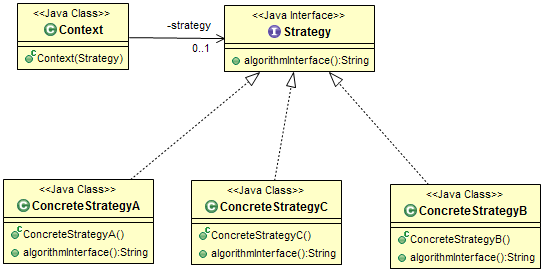 <<Java Class>>
Context
Context(Strategy)
-strategy
0..1
<<Java Interface>>
Strategy
algorithmInterface():String
<<Java Class>>
ConcreteStrategyA
ConcreteStrategyA()
algorithmInterface():String
<<Java Class>>
ConcreteStrategyC
ConcreteStrategyC()
algorithmInterface():String
<<Java Class>>
ConcreteStrategyB
ConcreteStrategyB()
algorithmInterface():String